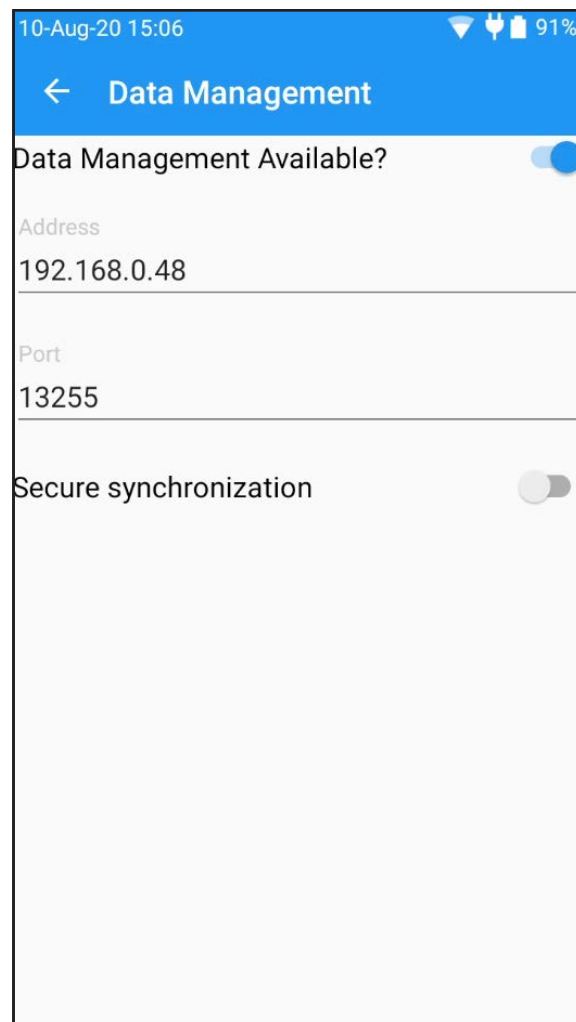 10-Aug-20 15:06 91%
Data Management
Data Management Available?
Address
192.168.0.48
Port
13255
Secure synchronization